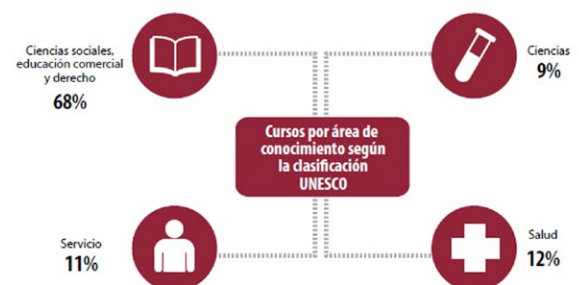 Ciencias sociales,
educación comercial
y derecho
68%
Ciencias
9%
Cursos por área de
conocimiento según
la clasificación
UNESCO
Servicio
11%
Salud
12%